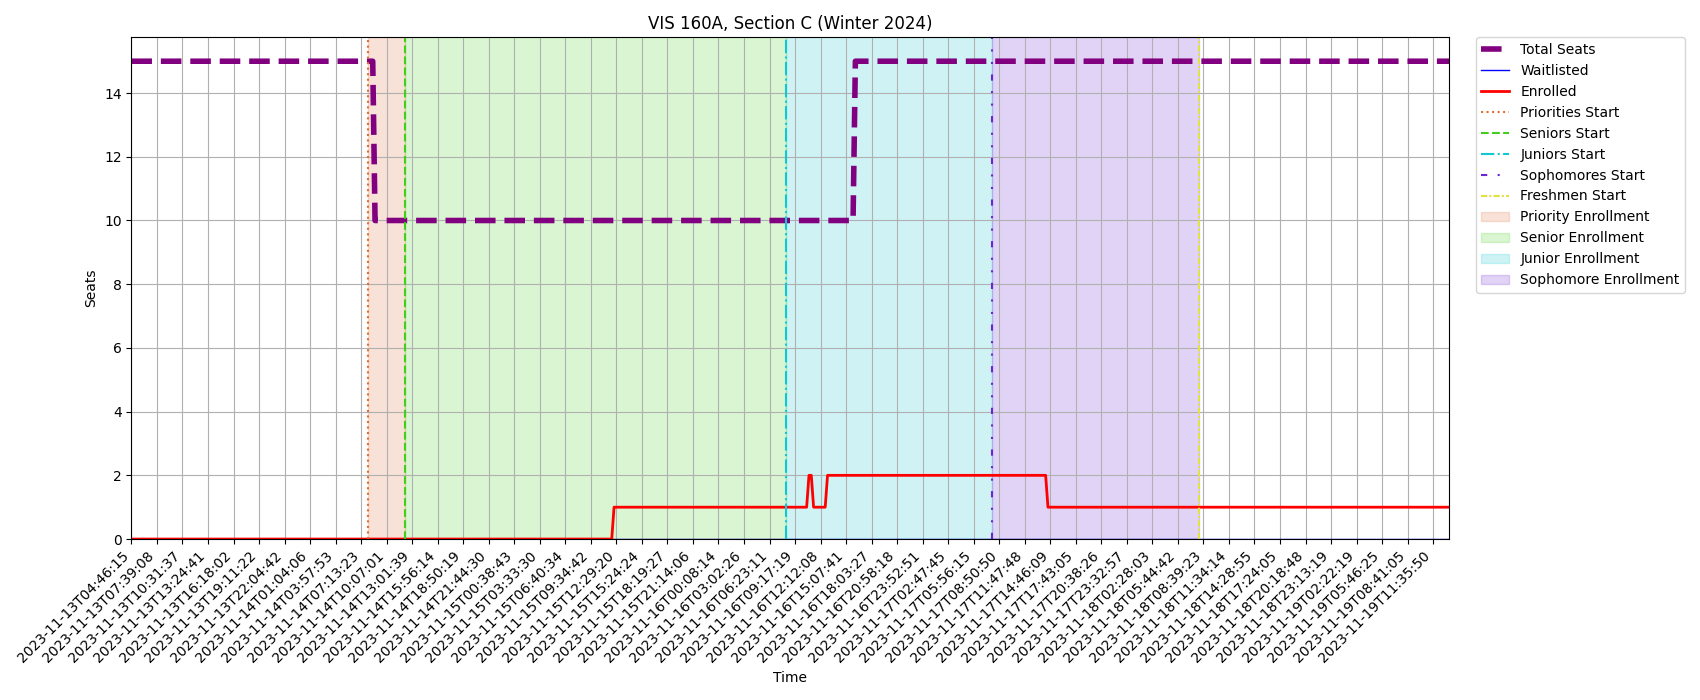 VIS 160A, Section C (Winter 2024)
Total Seats
Waitlisted
Enrolled
Priorities Start
Seniors Start
Juniors Start
Sophomores Start
Freshmen Start
Priority Enrollment
Senior Enrollment
Junior Enrollment
Sophomore Enrollment
Seats
14
12
10
8
6
4
2
0
2023-11-13T04:46:15
2023-11-13T07:39:08
2023-11-13T10:31:37
2023-11-13T13:24:41
2023-11-13T16:18:02
2023-11-13T19:11:22
2023-11-13T22:04:42
2023-11-14T01:04:06
2023-11-14T03:57:53
2023-11-14T07:13:23
2023-11-14T10:07:01
2023-11-14T13:01:39
2023-11-14T15:56:14
2023-11-14T18:50:19
2023-11-14T21:44:30
2023-11-15T00:38:43
2023-11-15T03:33:30
2023-11-15T06:40:34
2023-11-15T09:34:42
2023-11-15T12:29:20
2023-11-15T15:24:24
2023-11-15T18:19:27
2023-11-15T21:14:06
2023-11-16T00:08:14
2023-11-16T03:02:26
2023-11-16T06:23:11
2023-11-16T09:17:19
2023-11-16T12:12:08
2023-11-16T15:07:41
2023-11-16T18:03:27
2023-11-16T20:58:18
2023-11-16T23:52:51
2023-11-17T02:47:45
2023-11-17T05:56:15
2023-11-17T08:50:50
2023-11-17T11:47:48
2023-11-17T14:46:09
2023-11-17T17:43:05
2023-11-17T20:38:26
2023-11-17T23:32:57
2023-11-18T02:28:03
2023-11-18T05:44:42
2023-11-18T08:39:23
2023-11-18T11:34:14
2023-11-18T14:28:55
2023-11-18T17:24:05
2023-11-18T20:18:48
2023-11-18T23:13:19
2023-11-19T02:22:19
2023-11-19T05:46:23
2023-11-19T08:41:05
2023-11-19T11:35:50
Time